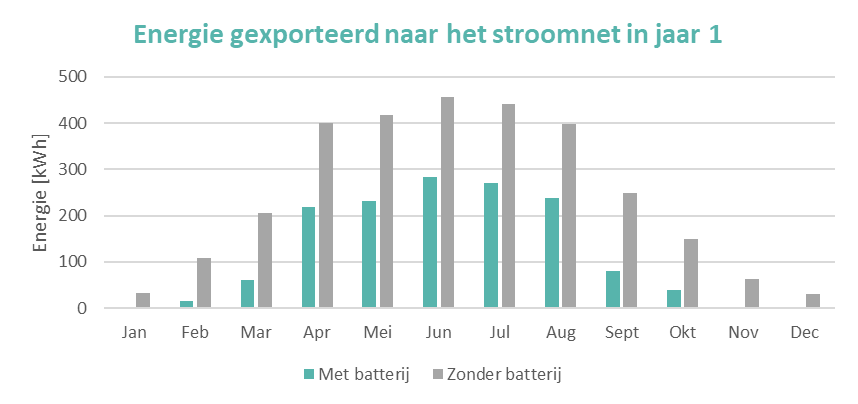 Energie gexporteerd naar het stroomnet in jaar 1
Energie [kWh]
500
400
300
200
100
0
Jan Feb Mar Apr Mei Jun Jul Aug Sept Okt Nov Dec
Met batterij Zonder batterij